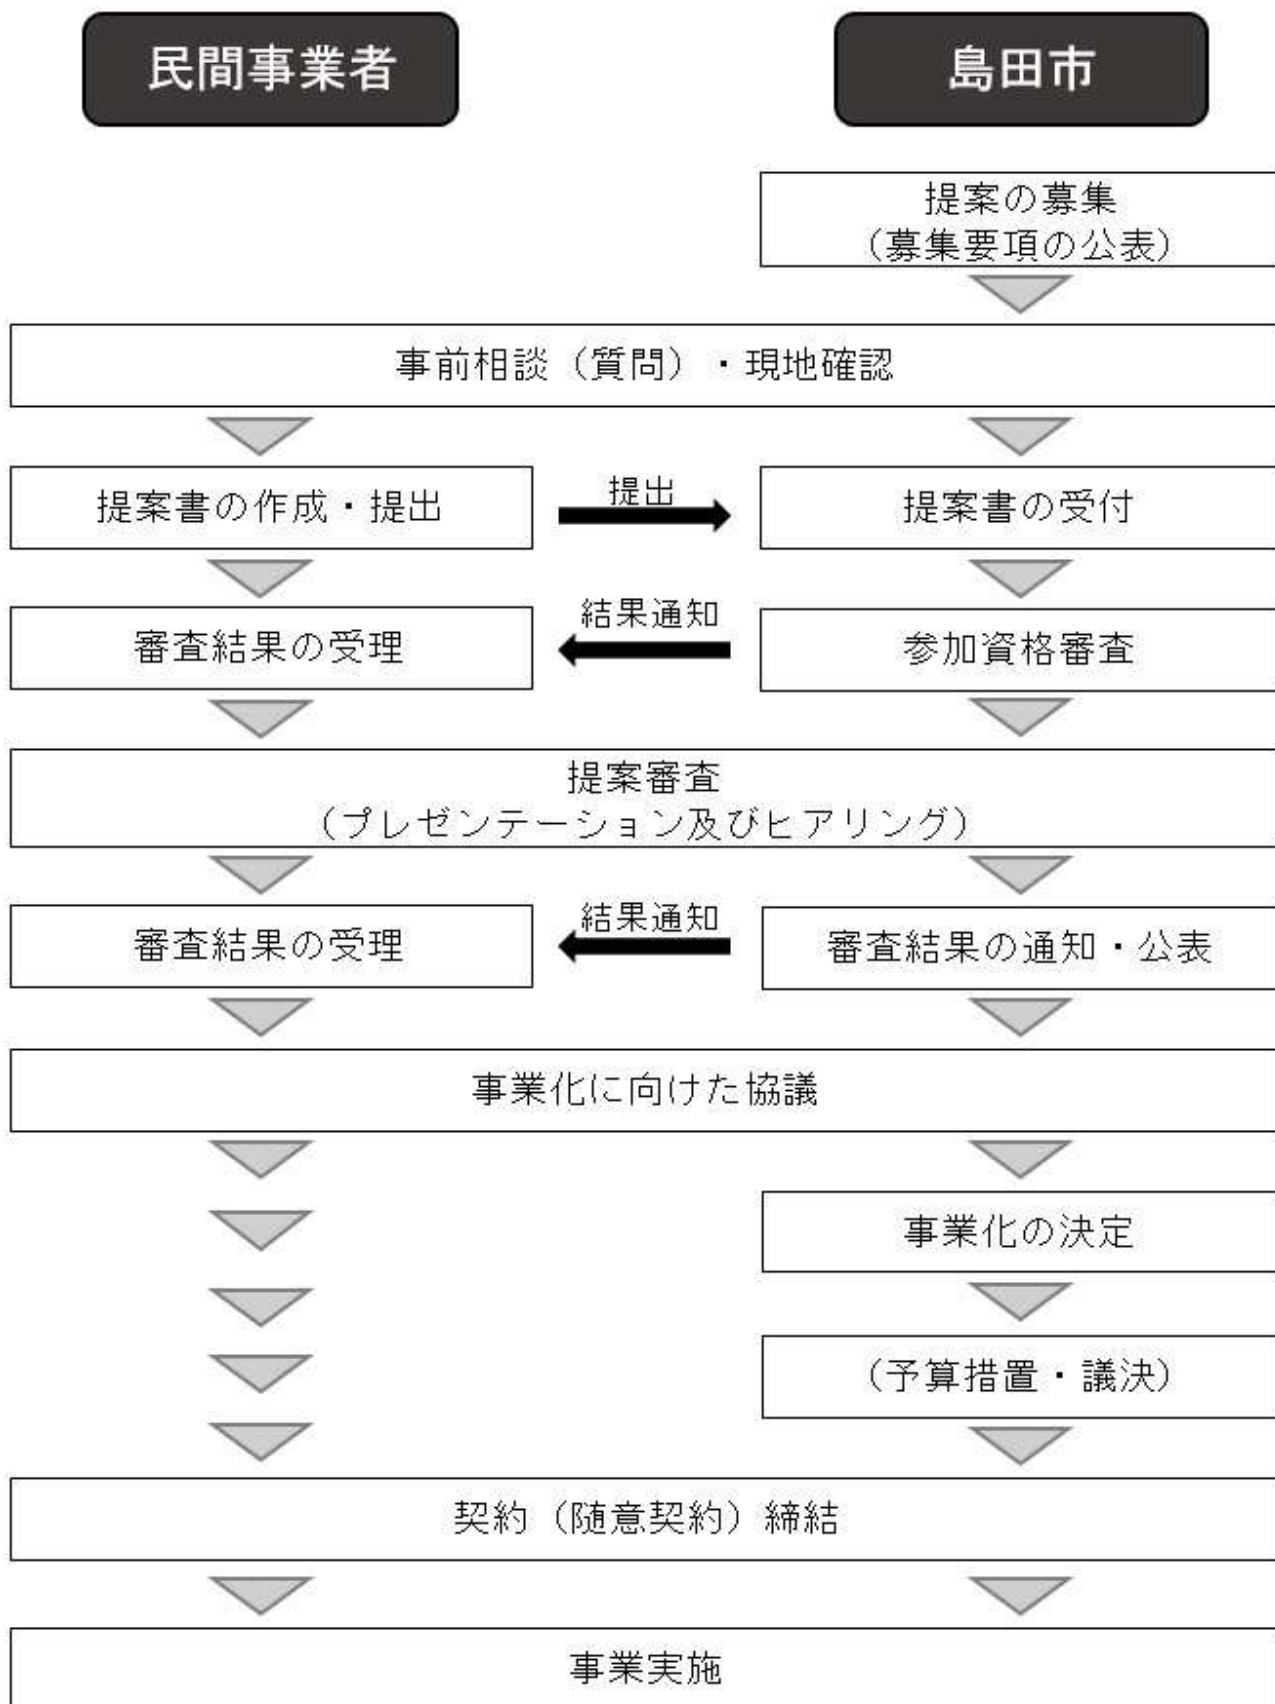 民間事業者
島田市
提案の募集
（募集要項の公表）
事前相談（質問）・現地確認
提案書の作成・提出
提出
提案書の受付
審査結果の受理
結果通知
参加資格審査
提案審査
（プレゼンテーション及びヒアリング）
審査結果の受理
結果通知
審査結果の通知・公表
事業化に向けた協議
事業化の決定
（予算措置・議決）
契約（随意契約）締結
事業実施